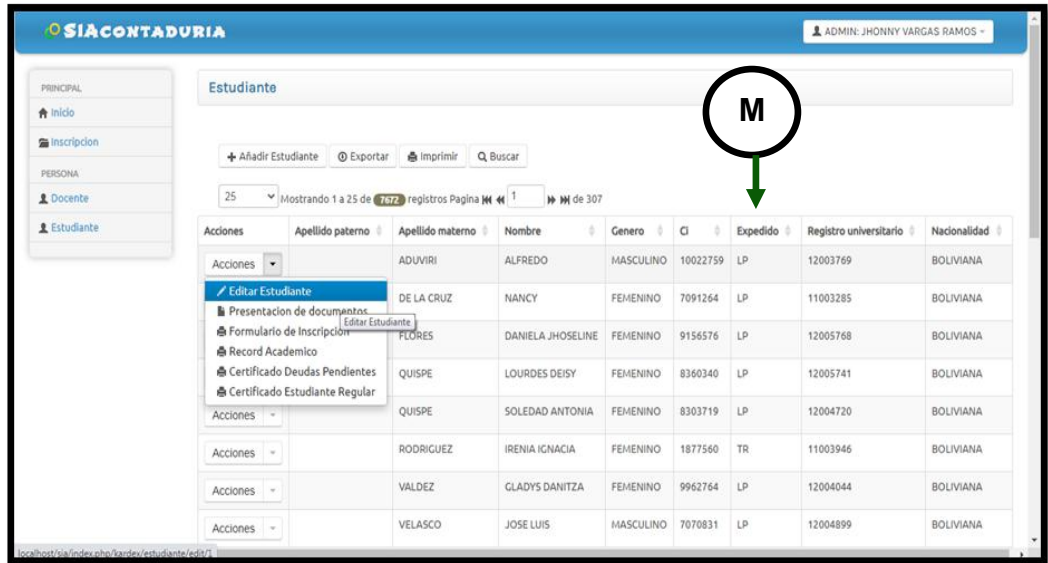 SIACONTADURIA
ADMIN: JHONNY VARGAS RAMOS
PRINCIPAL
Inicio
Inscripcion
PERSONA
Docente
Estudiante
Estudiante
M
Añadir Estudiante Exportar Imprimir Buscar
25 Mostrando 1 a 25 de 7672 registros Pagina 1 de 307
Acciones Apellido paterno Apellido materno Nombre Genero Ci Expedido Registro universitario Nacionalidad
Acciones ADUVIRI ALFREDO MASCULINO 10022759 LP 12003769 BOLIVIANA
Editar Estudiante
Presentacion de documentos
Editar Estudiante
Formulario de Inscripcion
Record Academico
Certificado Deudas Pendientes
Certificado Estudiante Regular
DE LA CRUZ NANCY FEMENINO 7091264 LP 11003285 BOLIVIANA
FLORES DANIELA JHOSELINE FEMENINO 9156576 LP 12005768 BOLIVIANA
QUISPE LOURDES DEISY FEMENINO 8360340 LP 12005741 BOLIVIANA
Acciones QUISPE SOLEDAD ANTONIA FEMENINO 8303719 LP 12004720 BOLIVIANA
Acciones RODRIGUEZ IRENIA IGNACIA FEMENINO 1877560 TR 11003946 BOLIVIANA
Acciones VALDEZ GLADYS DANITZA FEMENINO 9962764 LP 12004044 BOLIVIANA
Acciones VELASCO JOSE LUIS MASCULINO 7070831 LP 12004899 BOLIVIANA
localhost/sia/index.php/kardex/estudiante/edit/1